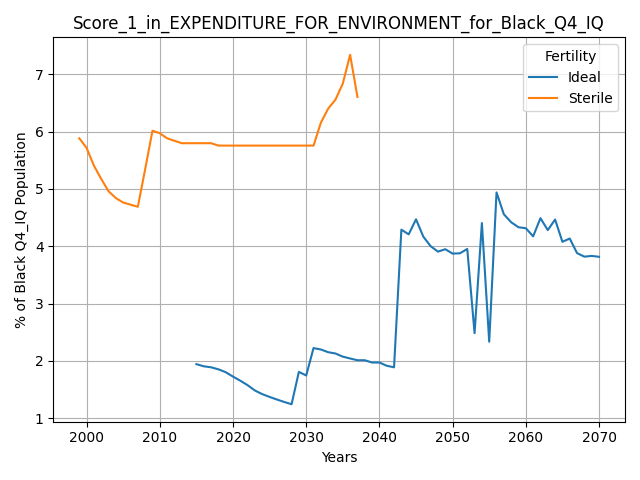 Score_1_in_EXPENDITURE_FOR_ENVIRONMENT_for_Black_Q4_IQ
Fertility
Ideal
Sterile
% of Black Q4_IQ Population
7
6
5
4
3
2
1
2000 2010 2020 2030 2040 2050 2060 2070
Years